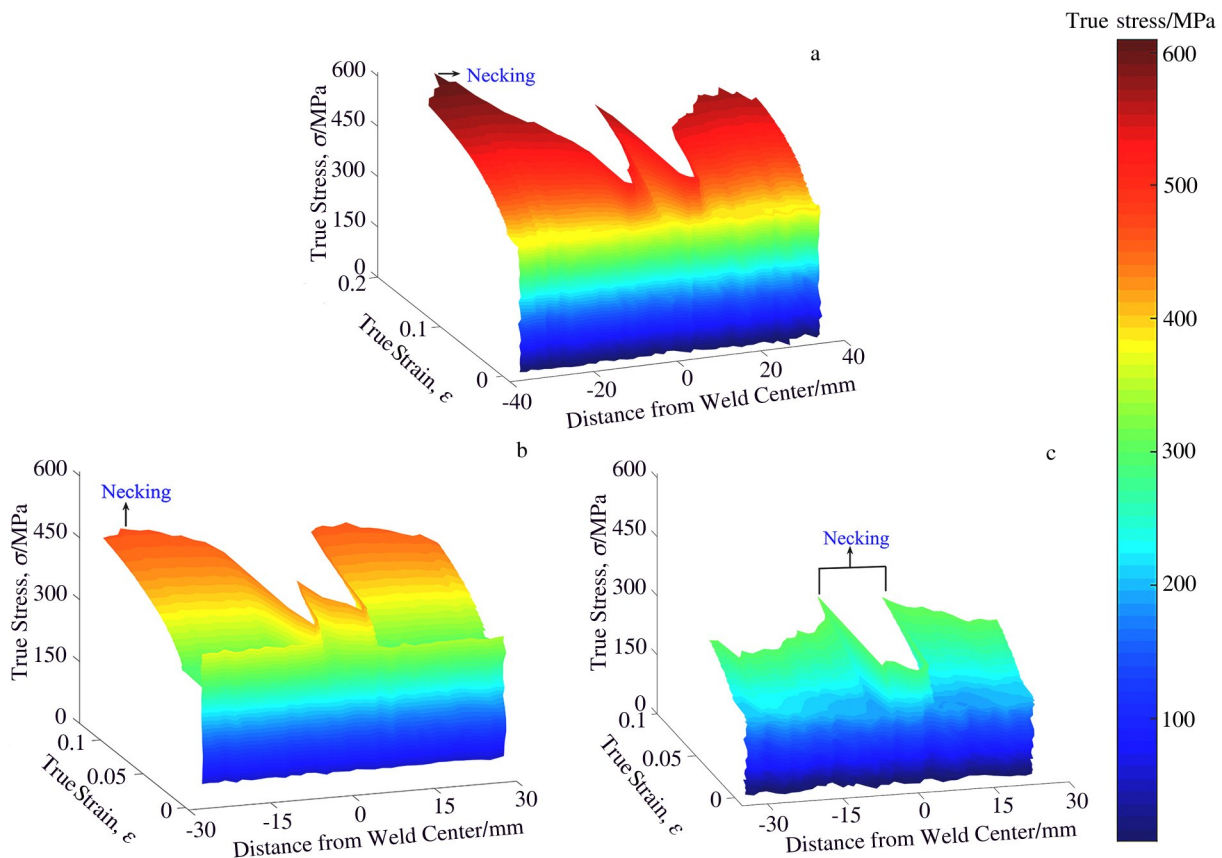 True stress/MPa
600
500
400
300
200
100
a
Necking
600
450
300
150
0
True Stress, σ/MPa
0.2
0.1
0
True Strain, ε
-40
-20
0
20
40
Distance from Weld Center/mm
b
Necking
600
450
300
150
0
True Stress, σ/MPa
0.1
0.05
0
True Strain, ε
-30
-15
0
15
30
Distance from Weld Center/mm
c
Necking
600
450
300
150
0
True Stress, σ/MPa
0.1
0.05
0
True Strain, ε
-30
-15
0
15
30
Distance from Weld Center/mm